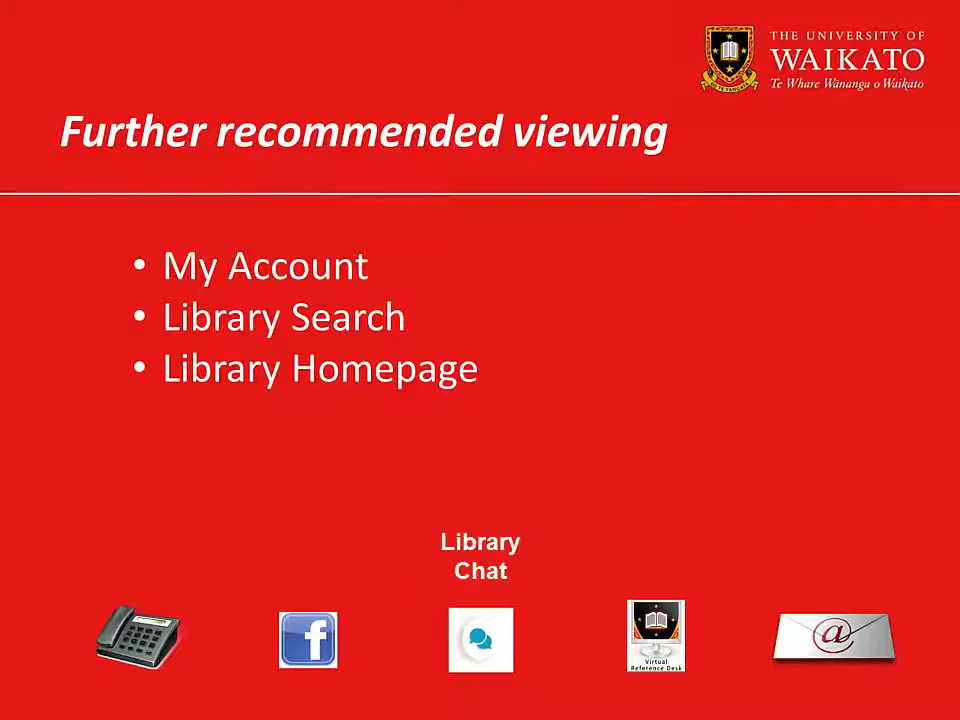 THE UNIVERSITY OF
WAIKATO
Te Whare Wānanga o Waikato
Further recommended viewing
• My Account
• Library Search
• Library Homepage
Library
Chat
Virtual
Reference Desk